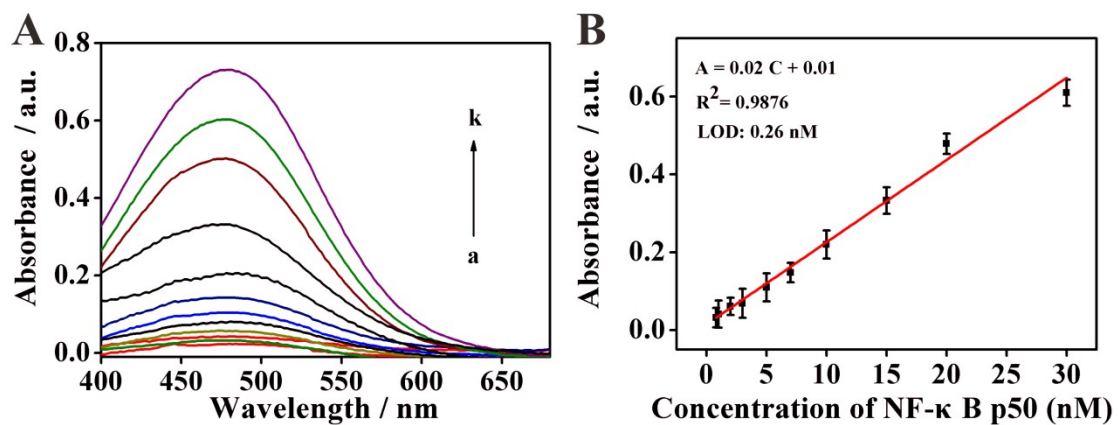 A
0.8
0.6
0.4
0.2
0.0
Absorbance / a.u.
k
a
400 450 500 550 600 650
Wavelength / nm
B
A = 0.02 C + 0.01
R²= 0.9876
LOD: 0.26 nM
0.6
0.4
0.2
0.0
Absorbance / a.u.
0 5 10 15 20 25 30
Concentration of NF-κ B p50 (nM)